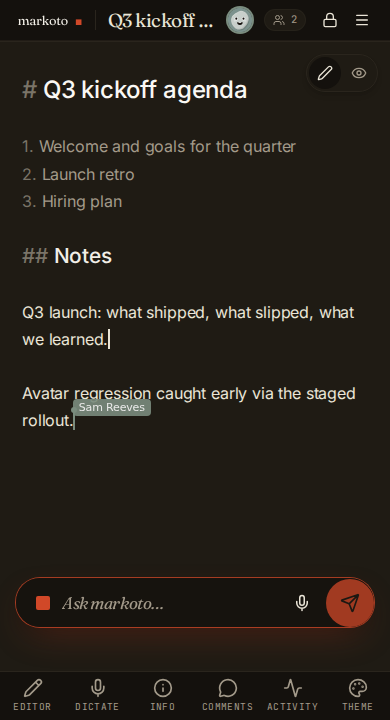 markoto
Q3 kickoff ...
2
# Q3 kickoff agenda
1. Welcome and goals for the quarter
2. Launch retro
3. Hiring plan
## Notes
Q3 launch: what shipped, what slipped, what
we learned.
Avatar regression caught early via the staged
rollout.
Sam Reeves
Ask markoto...
EDITOR
DICTATE
INFO
COMMENTS
ACTIVITY
THEME